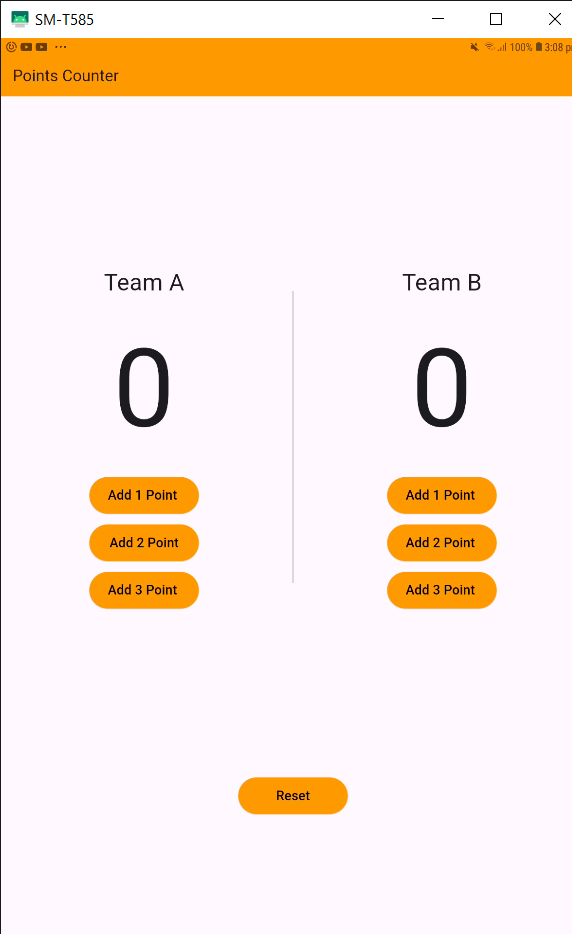 SM-T585
100% 3:08 p
Points Counter
Team A
Team B
0
0
Add 1 Point
Add 1 Point
Add 2 Point
Add 2 Point
Add 3 Point
Add 3 Point
Reset